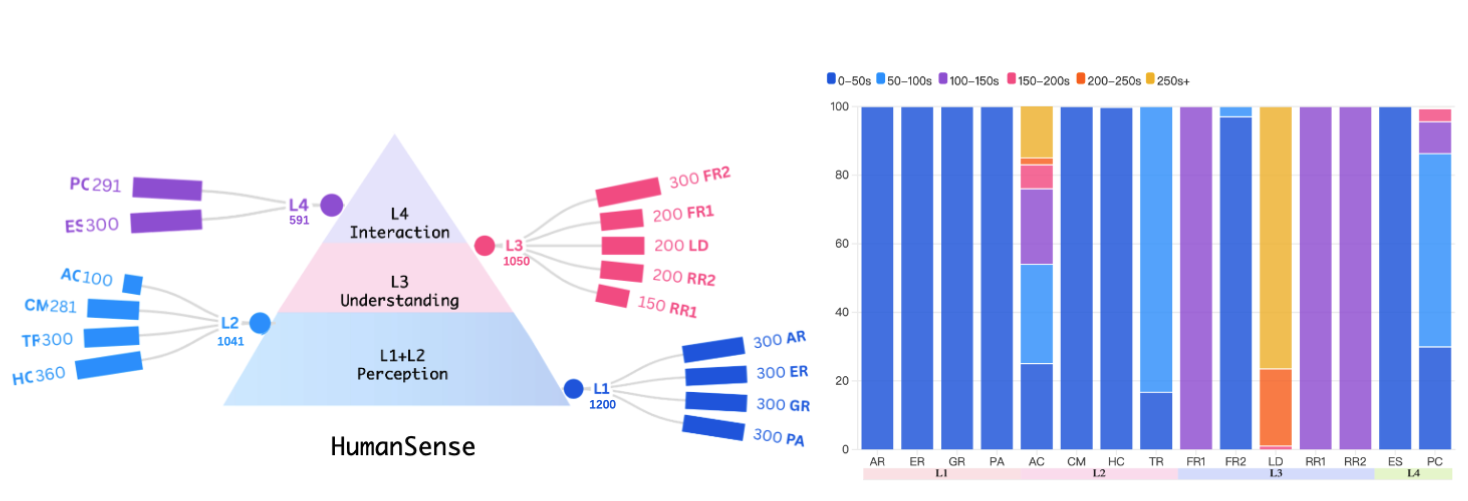 PC 291
ES 300
L4
591
AC 100
CM 281
TR 300
HC 360
L2
1041
L4
Interaction
L3
Understanding
L1+L2
Perception
HumanSense
L3
1050
300 FR2
200 FR1
200 LD
200 RR2
150 RR1
L1
1200
300 AR
300 ER
300 GR
300 PA
0-50s 50-100s 100-150s 150-200s 200-250s 250s+
100
80
60
40
20
0
AR ER GR PA AC CM HC TR FR1 FR2 LD RR1 RR2 ES PC
L1 L2 L3 L4